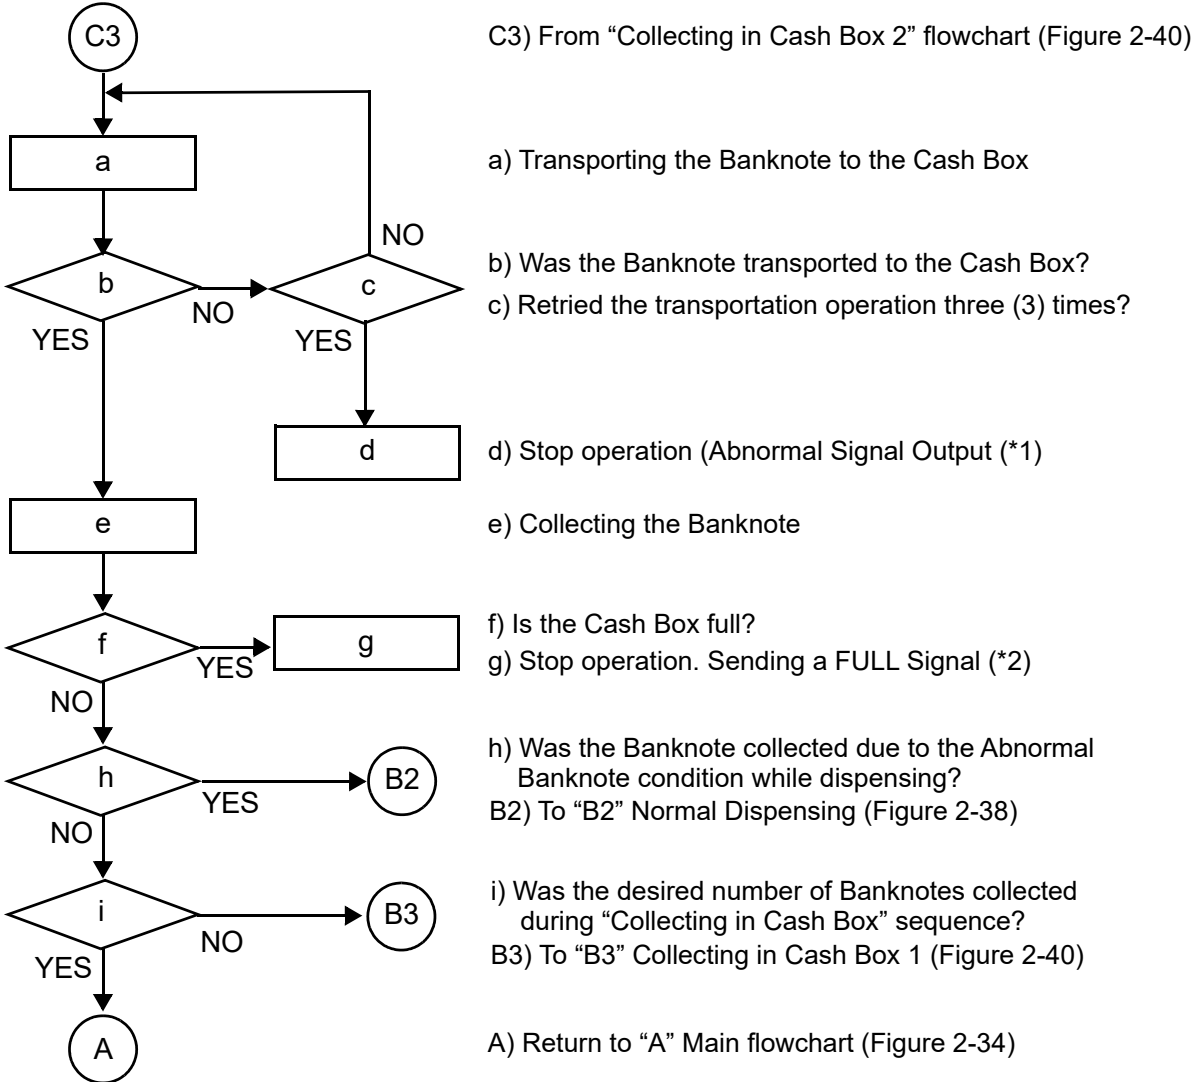 C3
C3) From “Collecting in Cash Box 2” flowchart (Figure 2-40)
a
a) Transporting the Banknote to the Cash Box
NO
b
c
b) Was the Banknote transported to the Cash Box?
NO
c) Retried the transportation operation three (3) times?
YES
YES
d
d) Stop operation (Abnormal Signal Output (*1)
e
e) Collecting the Banknote
f
g
f) Is the Cash Box full?
YES
g) Stop operation. Sending a FULL Signal (*2)
NO
h
B2
h) Was the Banknote collected due to the Abnormal
Banknote condition while dispensing?
YES
B2) To “B2” Normal Dispensing (Figure 2-38)
NO
i
B3
i) Was the desired number of Banknotes collected
during “Collecting in Cash Box” sequence?
NO
B3) To “B3” Collecting in Cash Box 1 (Figure 2-40)
YES
A
A) Return to “A” Main flowchart (Figure 2-34)